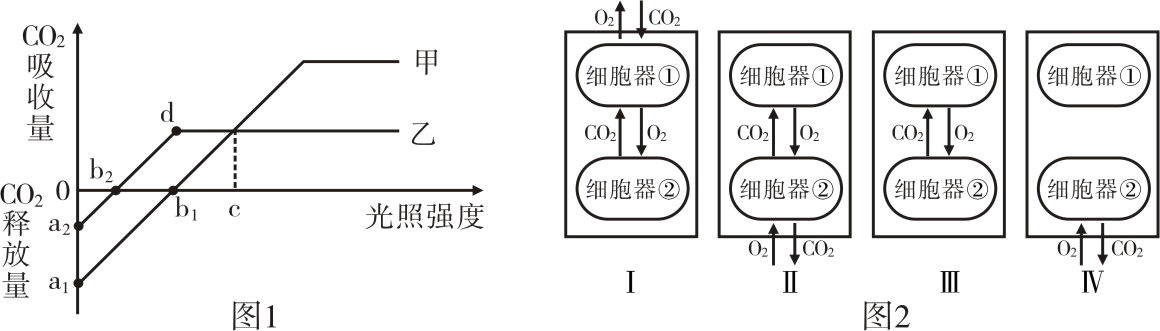 CO₂
吸
收
量
0
CO₂
释
放
量
a₂
a₁
b₂
d
b₁
c
甲
乙
光照强度
图1
O₂ CO₂
细胞器①
CO₂ O₂
细胞器②
Ⅰ
细胞器①
CO₂ O₂
细胞器②
O₂ CO₂
Ⅱ
细胞器①
CO₂ O₂
细胞器②
Ⅲ
细胞器①
细胞器②
O₂ CO₂
Ⅳ
图2